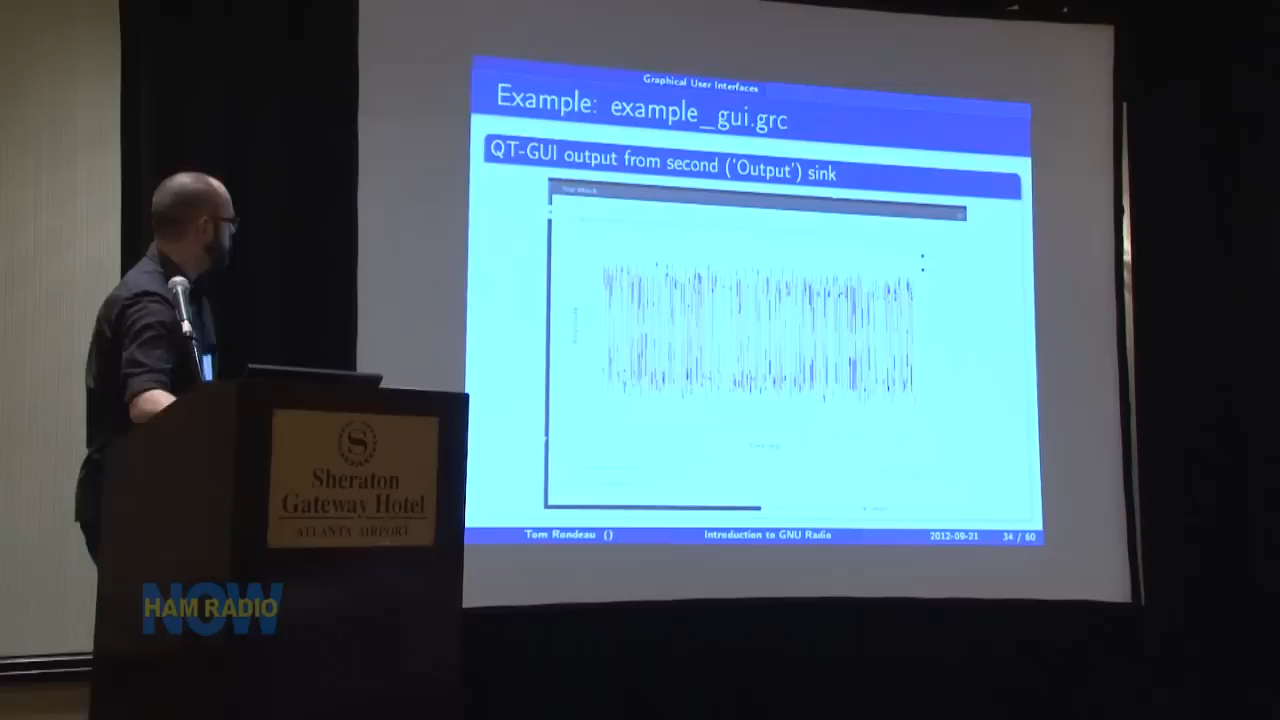 Graphical User Interfaces
Example: example_gui.grc
QT-GUI output from second ('Output') sink
Tom Rondeau ()
Introduction to GNU Radio
2012-09-21
34 / 60
S
Sheraton
Gateway Hotel
ATLANTA AIRPORT
HAM RADIO
NOW